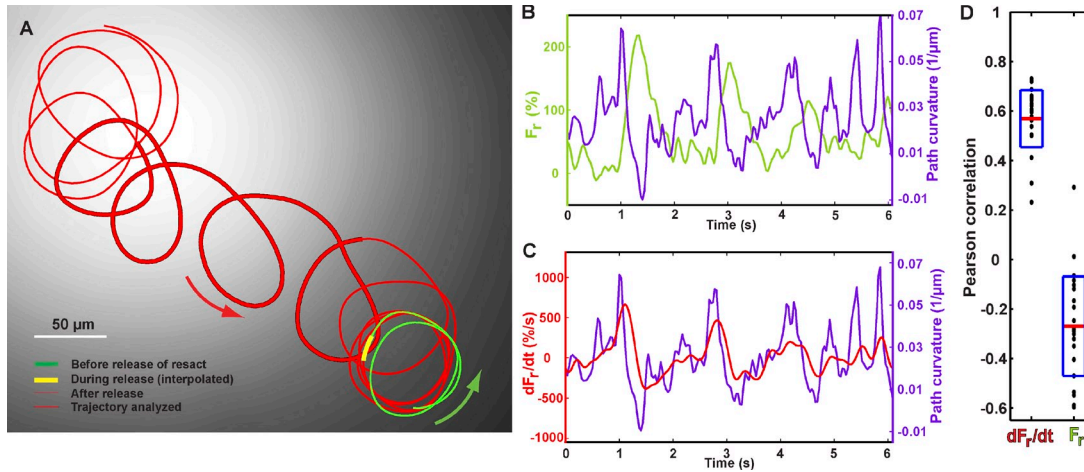 A
50 µm
Before release of resact
During release (interpolated)
After release
Trajectory analyzed
B
200
100
0
Fr (%)
0.07
0.05
0.03
0.01
-0.01
Path curvature (1/µm)
0 1 2 3 4 5 6
Time (s)
C
1000
500
0
-500
-1000
dFr/dt (%/s)
0.07
0.05
0.03
0.01
-0.01
Path curvature (1/µm)
0 1 2 3 4 5 6
Time (s)
D
1
0.8
0.6
0.4
0.2
0
-0.2
-0.4
-0.6
Pearson correlation
dFr/dt Fr